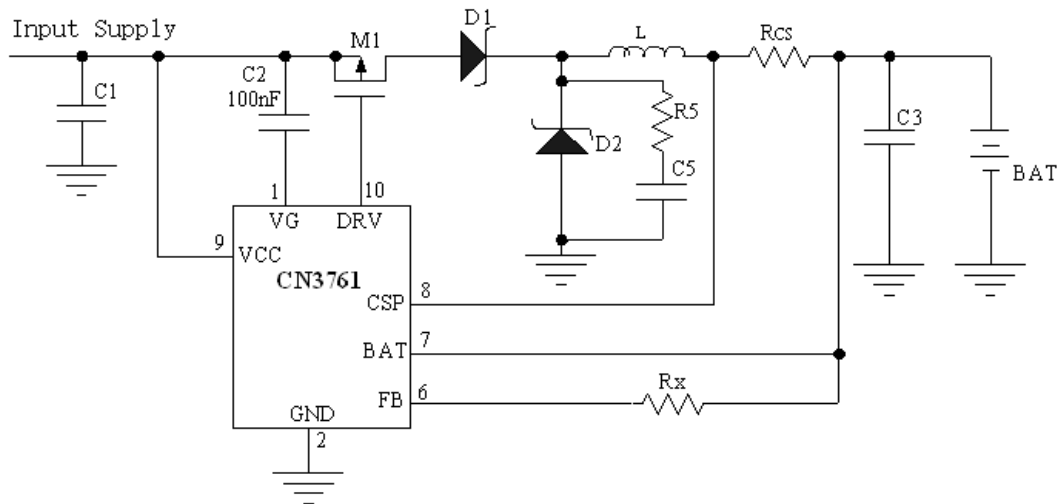 Input Supply
D1
M1
L
Rcs
C1
C2
100nF
R5
D2
C5
C3
BAT
1
10
VG
DRV
9
VCC
CN3761
CSP
8
BAT
7
FB
6
Rx
GND
2